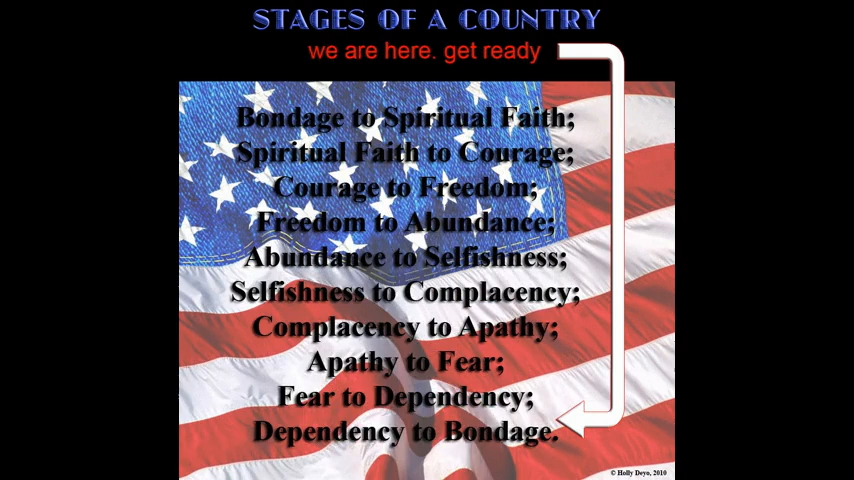 STAGES OF A COUNTRY
we are here. get ready
Bondage to Spiritual Faith;
Spiritual Faith to Courage;
Courage to Freedom;
Freedom to Abundance;
Abundance to Selfishness;
Selfishness to Complacency;
Complacency to Apathy;
Apathy to Fear;
Fear to Dependency;
Dependency to Bondage.
© Holly Deyo, 2010